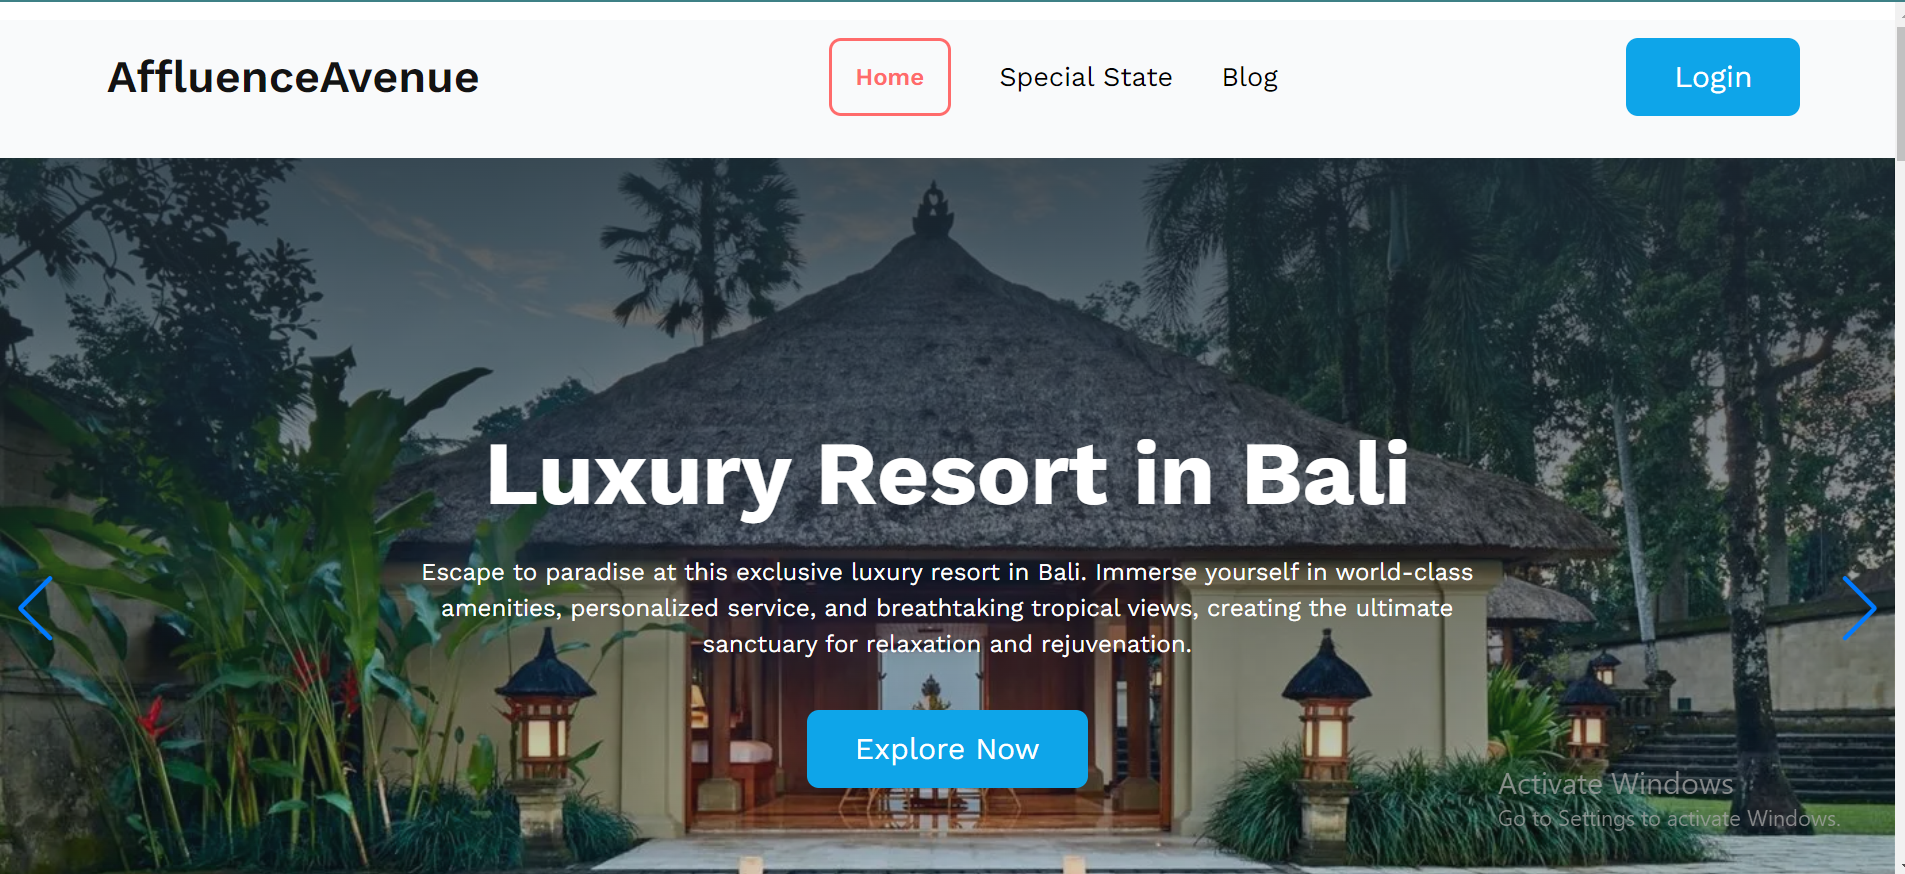 AffluenceAvenue
Home
Special State
Blog
Login
Luxury Resort in Bali
Escape to paradise at this exclusive luxury resort in Bali. Immerse yourself in world-class
amenities, personalized service, and breathtaking tropical views, creating the ultimate
sanctuary for relaxation and rejuvenation.
Explore Now
Activate Windows
Go to Settings to activate Windows.